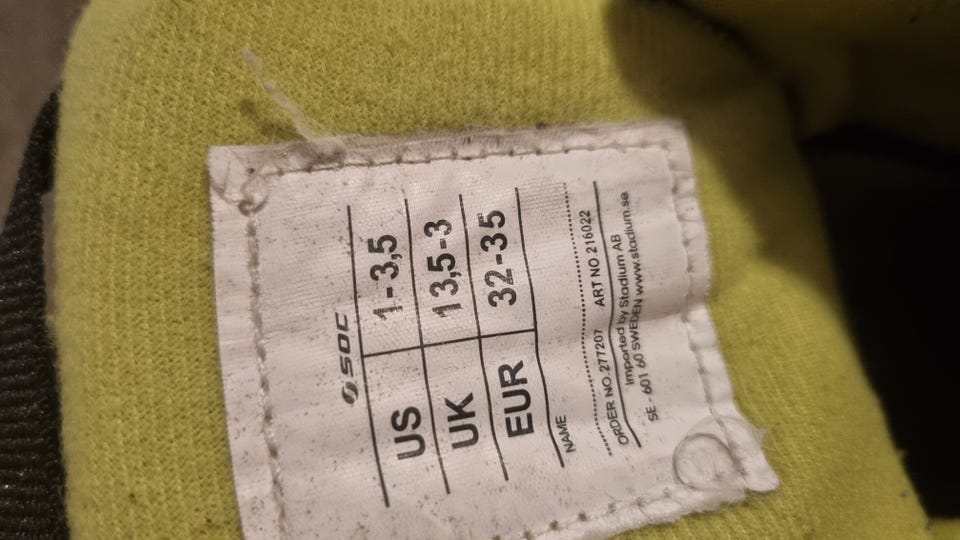 SOC
US 1-3,5
UK 13,5-3
EUR 32-35
NAME
ORDER NO.277207 ART NO 216022
Imported by Stadium AB
SE - 601 60 SWEDEN www.stadium.se